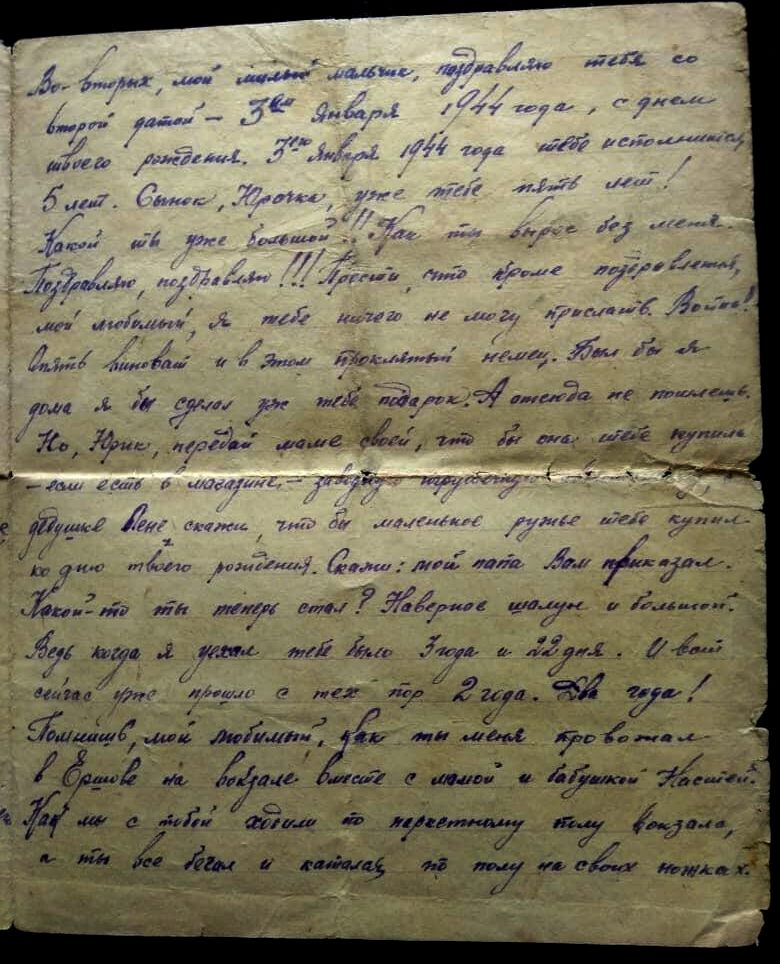 Во-вторых, мой милый мальчик, поздравляю тебя со
второй датой – 3ей января 1944 года, с днем
твоего рождения. 3его января 1944 года тебе исполнится
5 лет. Сынок, Юрочка, уже тебе пять лет!
Какой ты уже большой!! Как ты вырос без меня.
Поздравляю, поздравляю!!! Прости, что кроме поздравления,
мой любимый, я тебе ничего не могу прислать. Война!
Опять виноват и в этом проклятый немец. Был бы я
дома я бы сделал уж тебе подарок. А отсюда не пошлешь.
Но, Юрик, передай маме своей, что бы она тебе купила
– если есть в магазине – заводную игрушечную
дедушке Лене скажи, что бы маленькое ружье тебе купил
ко дню твоего рождения. Скажи: мой папа Вам приказал.
Какой-то ты теперь стал? Наверное шалун и большой.
Ведь когда я уехал тебе было 3 года и 22 дня. И вот
сейчас уже прошло с тех пор 2 года. Два года!
Помнишь, мой любимый, как ты меня провожал
в Ершове на вокзале вместе с мамой и бабушкой Настей.
Как мы с тобой ходили по паркетному полу вокзала,
а ты все бегал и катался по полу на своих ножках.